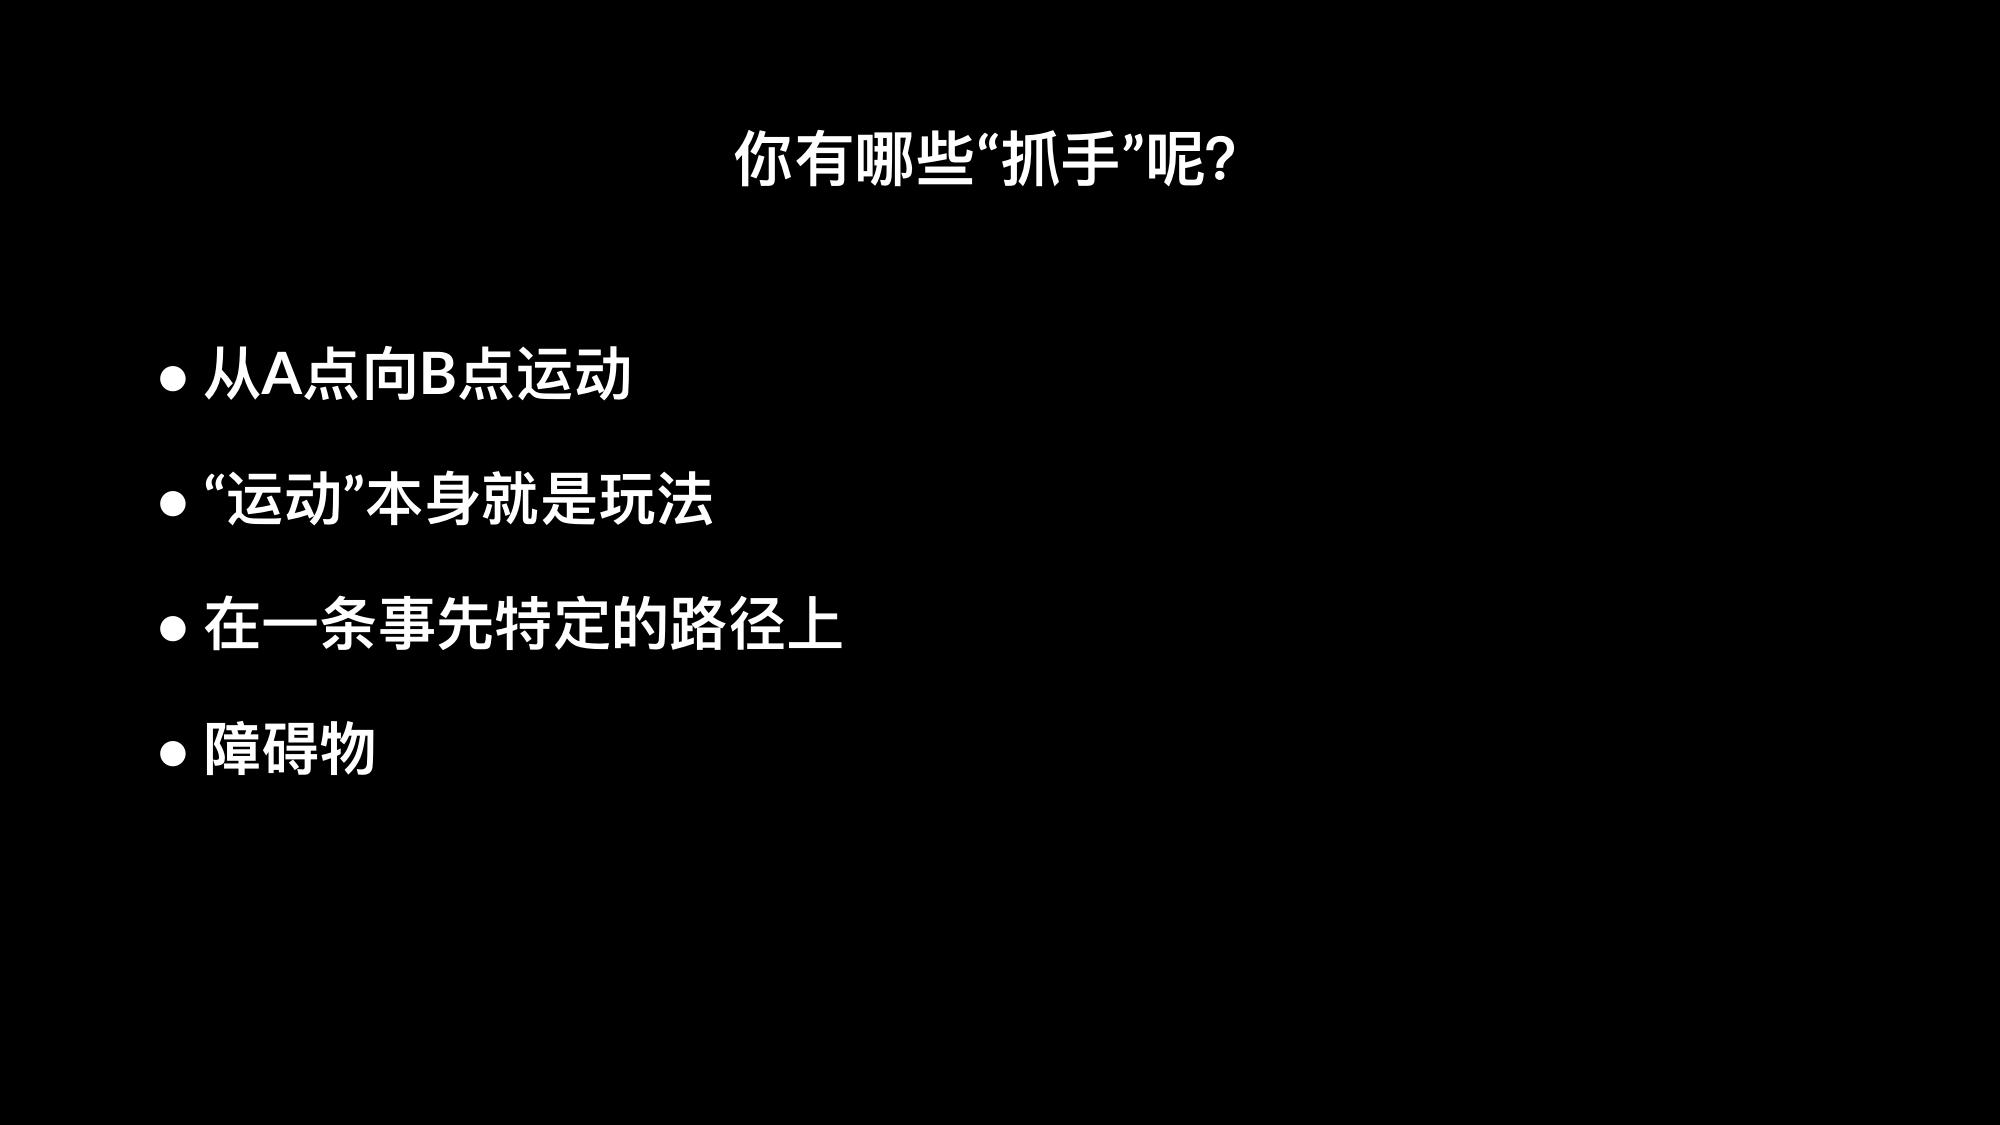 你有哪些“抓手”呢?
• 从A点向B点运动
• “运动”本身就是玩法
• 在一条事先特定的路径上
• 障碍物